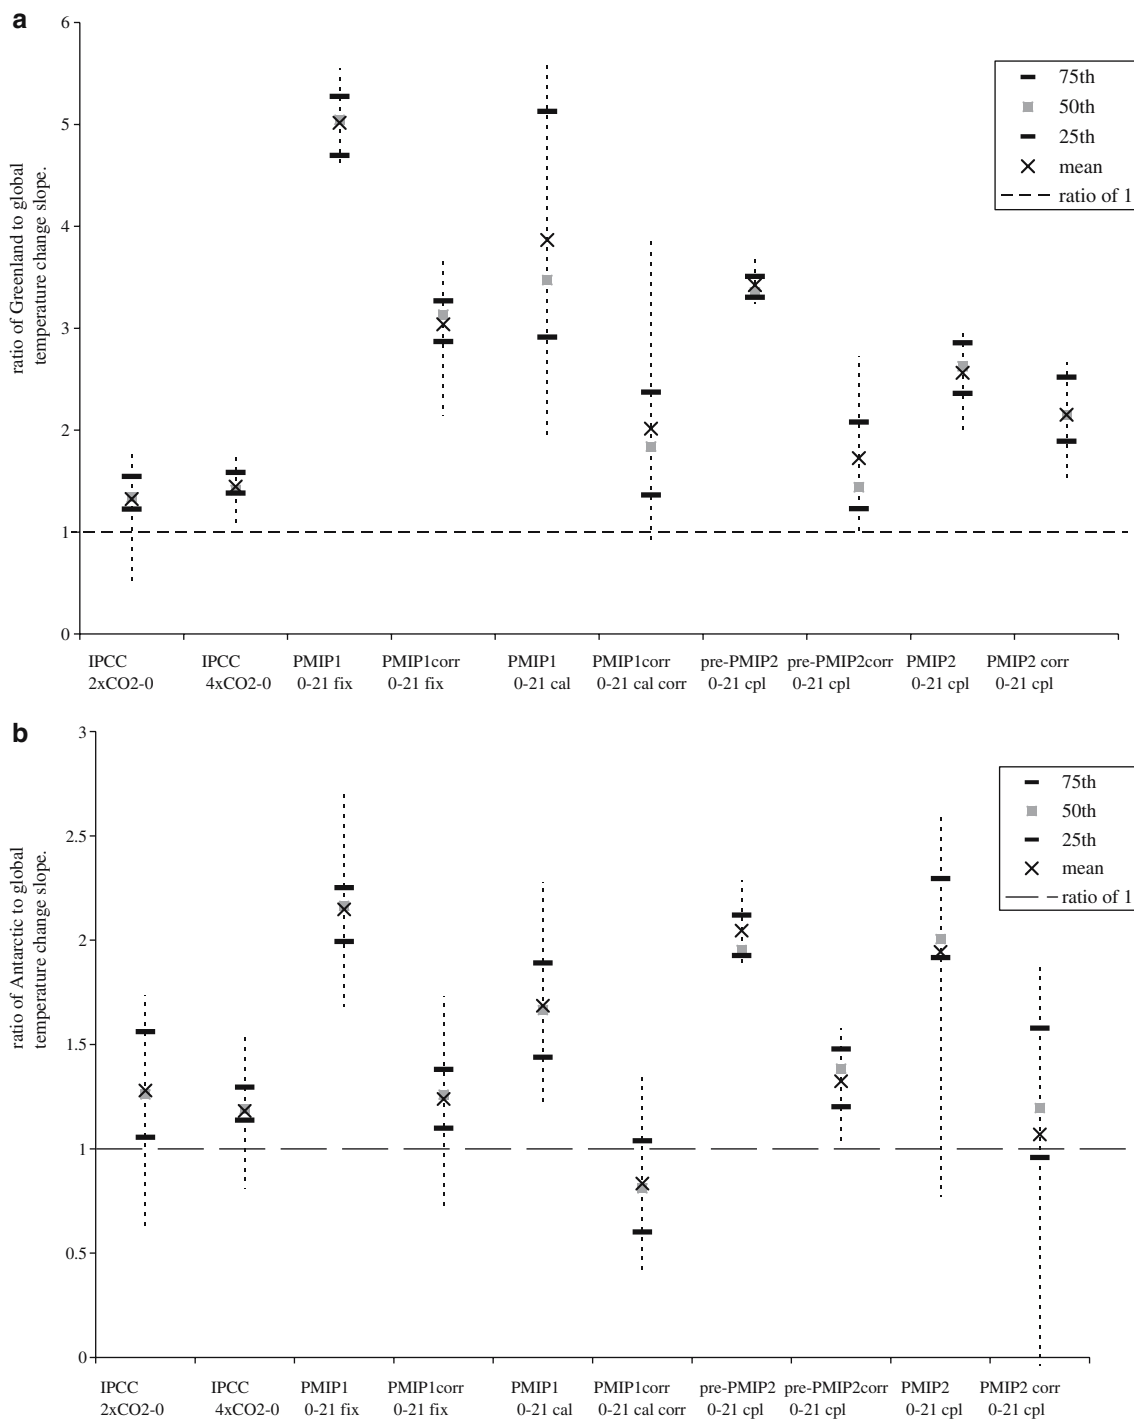 a
6
5
4
3
2
1
0
ratio of Greenland to global
temperature change slope.
75th
50th
25th
mean
ratio of 1
IPCC
2xCO2-0
IPCC
4xCO2-0
PMIP1
0-21 fix
PMIP1corr
0-21 fix
PMIP1
0-21 cal
PMIP1corr
0-21 cal corr
pre-PMIP2
0-21 cpl
pre-PMIP2corr
0-21 cpl
PMIP2
0-21 cpl
PMIP2 corr
0-21 cpl
b
3
2.5
2
1.5
1
0.5
0
ratio of Antarctic to global
temperature change slope.
75th
50th
25th
mean
ratio of 1
IPCC
2xCO2-0
IPCC
4xCO2-0
PMIP1
0-21 fix
PMIP1corr
0-21 fix
PMIP1
0-21 cal
PMIP1corr
0-21 cal corr
pre-PMIP2
0-21 cpl
pre-PMIP2corr
0-21 cpl
PMIP2
0-21 cpl
PMIP2 corr
0-21 cpl